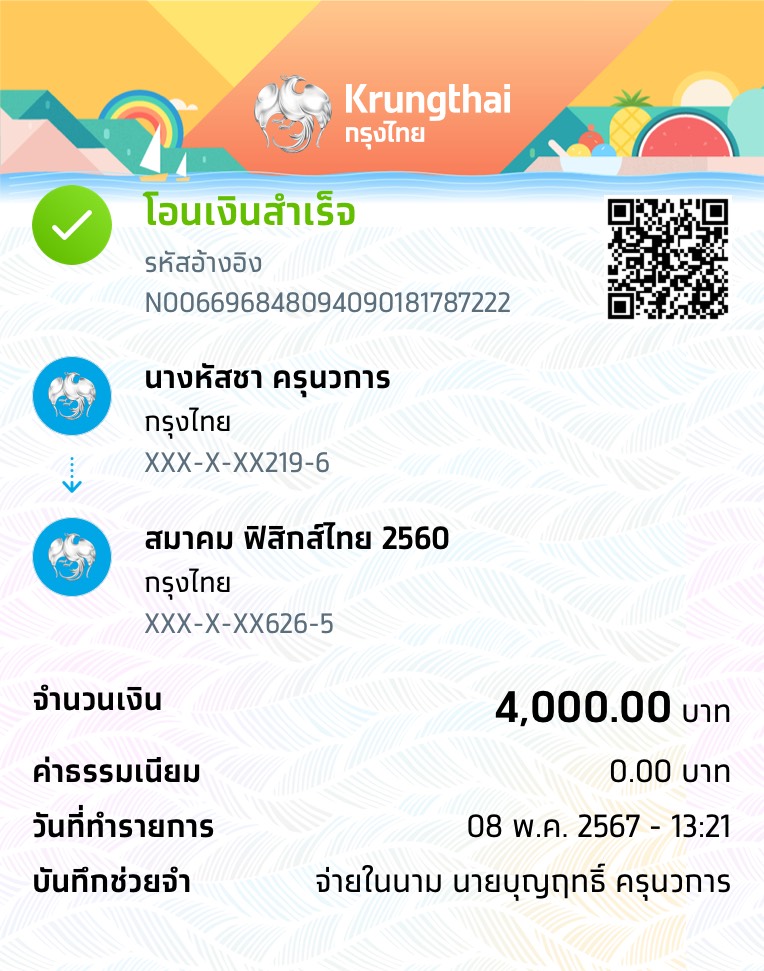 Krungthai
กรุงไทย
โอนเงินสำเร็จ
รหัสอ้างอิง
N006696848094090181787222
นางหัสชา ครุนวการ
กรุงไทย
XXX-X-XX219-6
สมาคม ฟิสิกส์ไทย 2560
กรุงไทย
XXX-X-XX626-5
จำนวนเงิน 4,000.00 บาท
ค่าธรรมเนียม 0.00 บาท
วันที่ทำรายการ 08 พ.ค. 2567 - 13:21
บันทึกช่วยจำ จ่ายในนาม นายบุญฤทธิ์ ครุนวการ